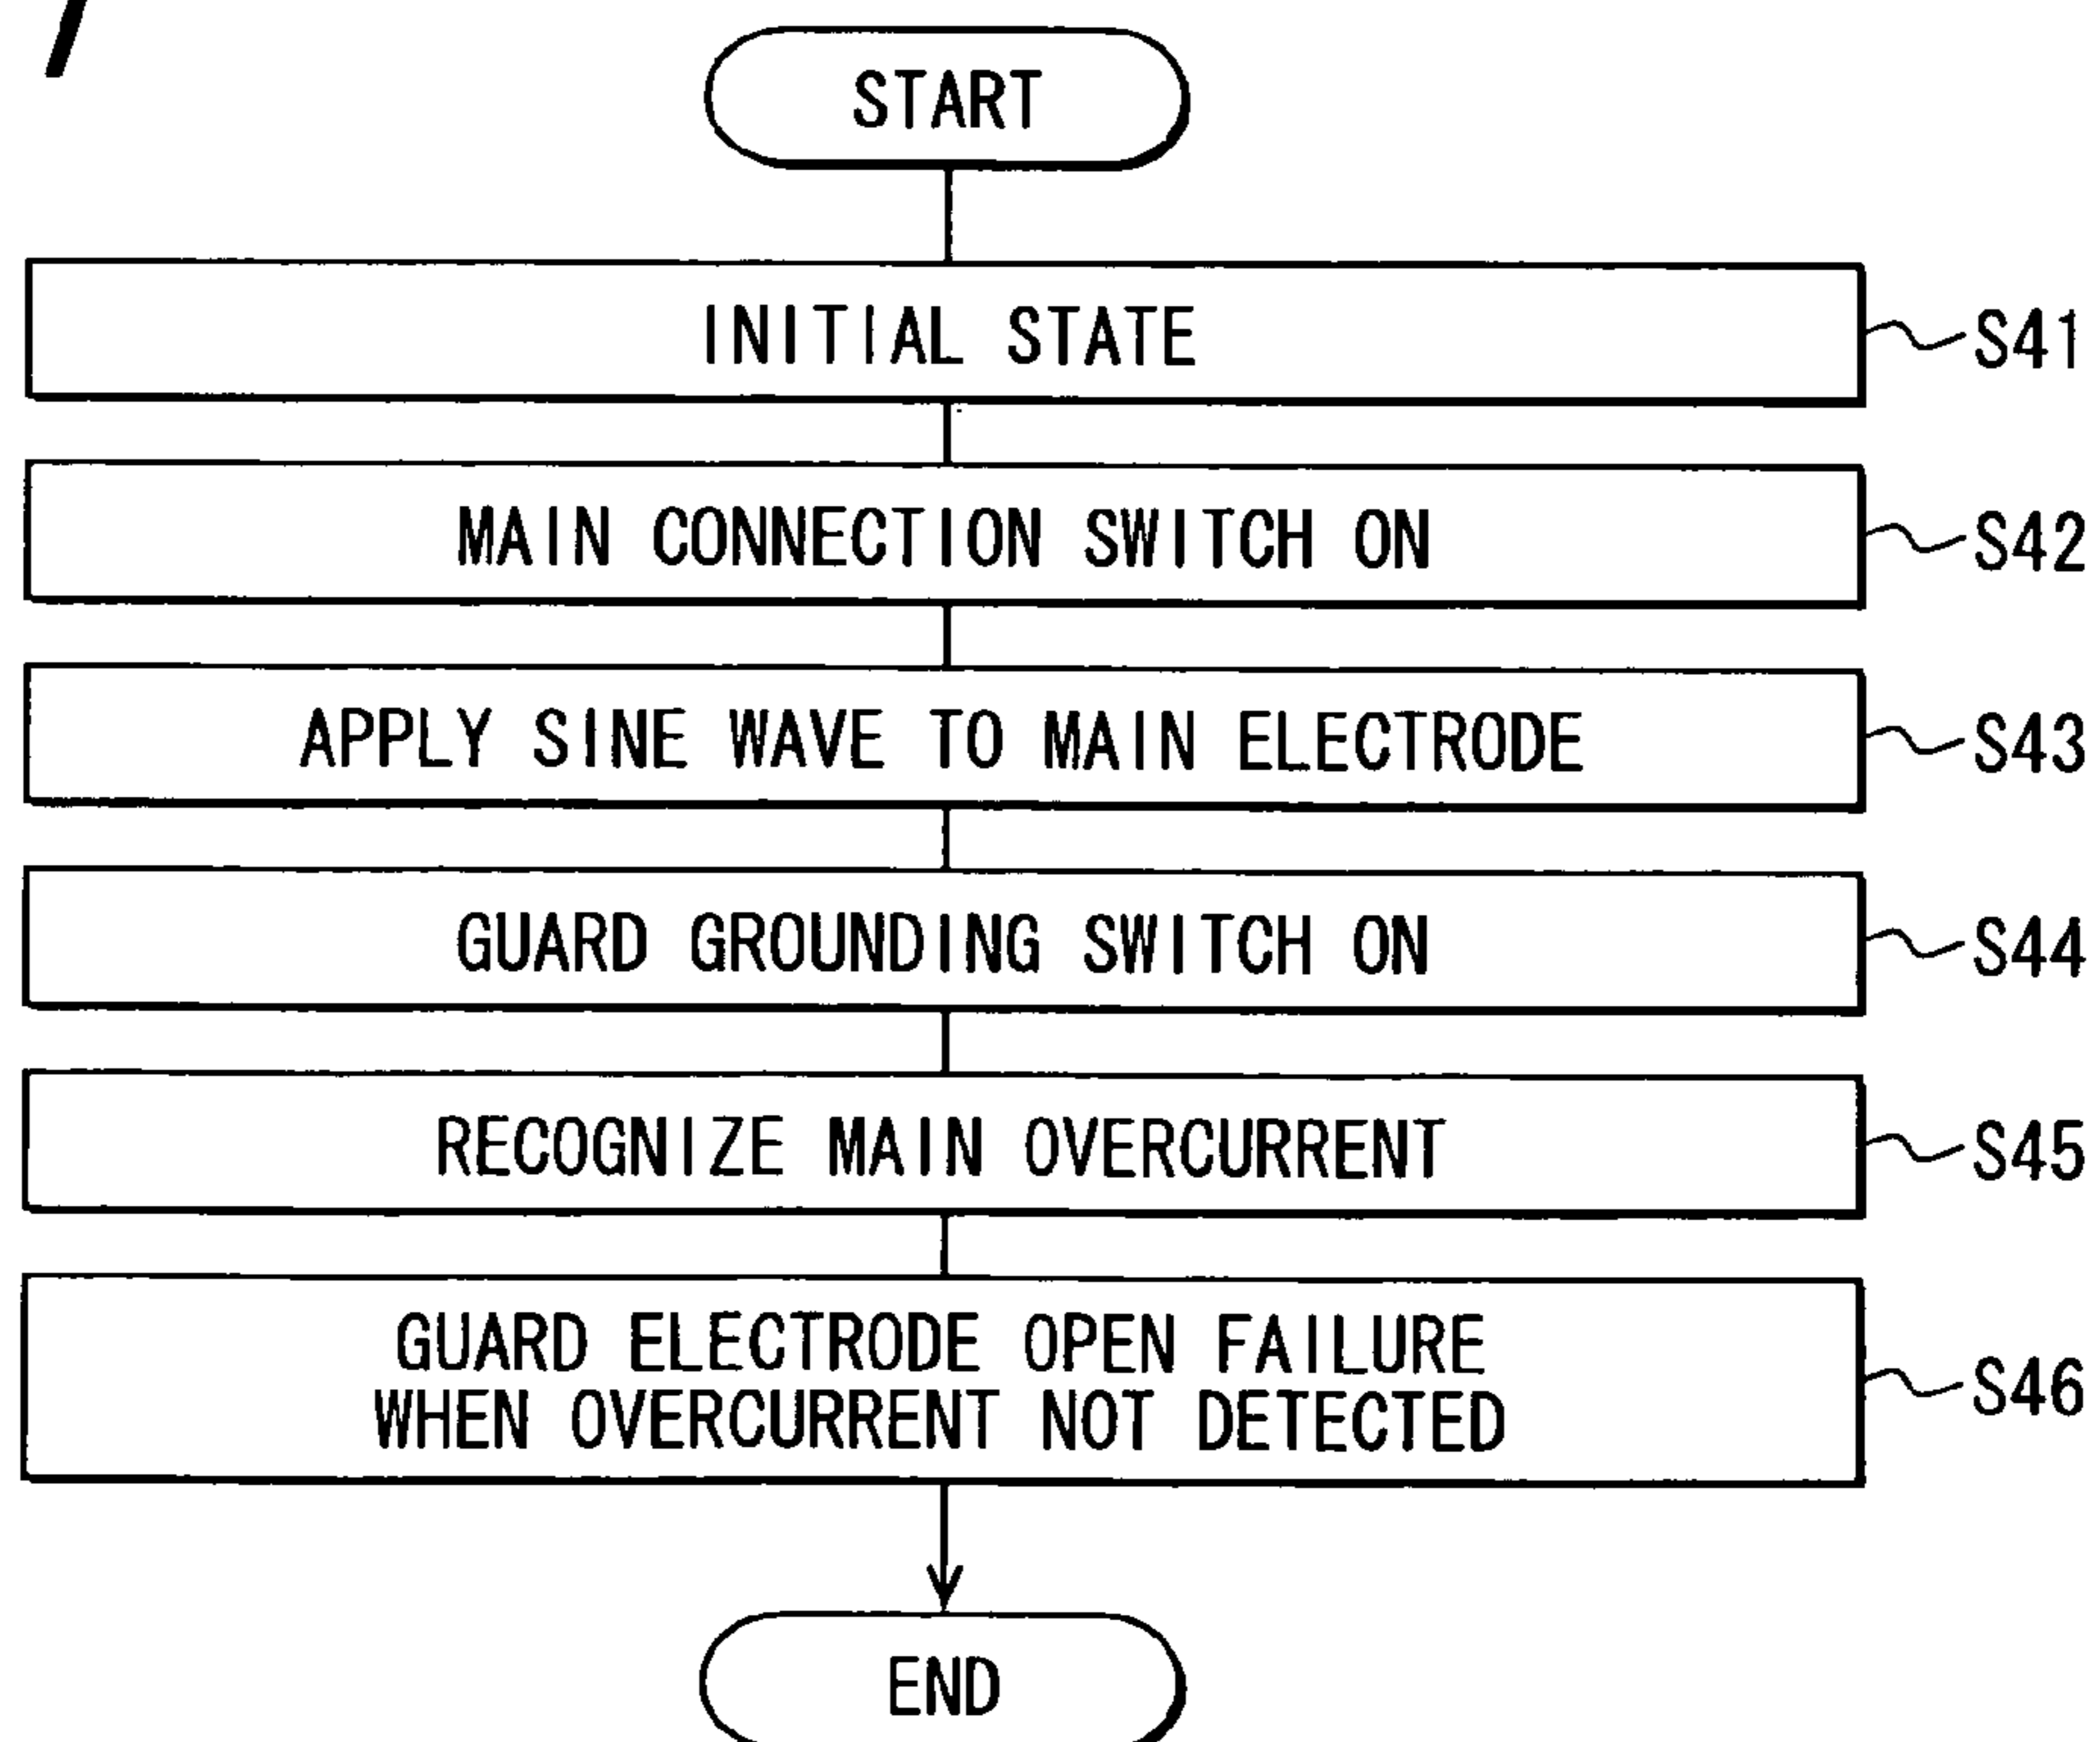 START
INITIAL STATE
S41
MAIN CONNECTION SWITCH ON
S42
APPLY SINE WAVE TO MAIN ELECTRODE
S43
GUARD GROUNDING SWITCH ON
S44
RECOGNIZE MAIN OVERCURRENT
S45
GUARD ELECTRODE OPEN FAILURE
WHEN OVERCURRENT NOT DETECTED
S46
END